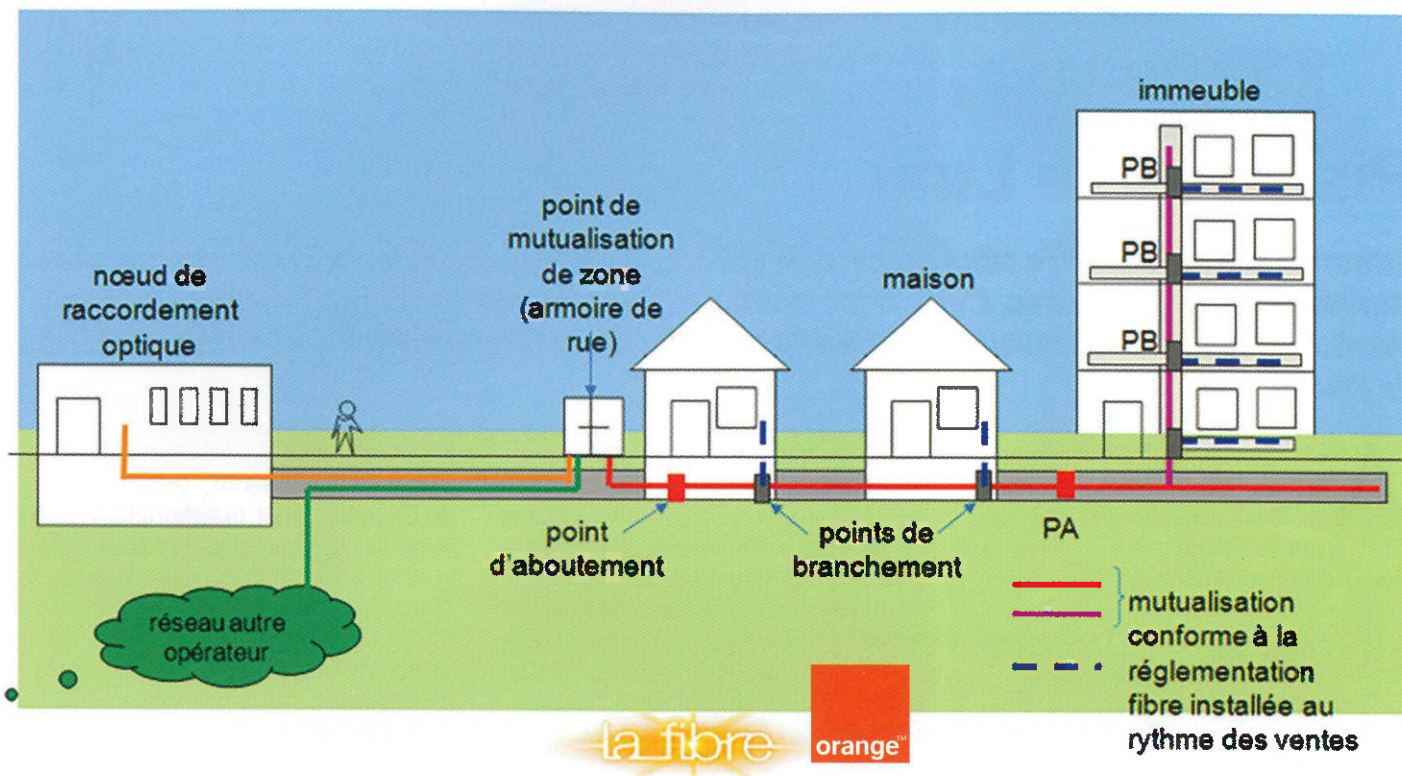 immeuble
PB
PB
PB
point de
mutualisation
de zone
(armoire de
rue)
nœud de
raccordement
optique
maison
point
d'aboutement
points de
branchement
PA
réseau autre
opérateur
mutualisation
conforme à la
réglementation
fibre installée au
rythme des ventes
la fibre
orange™